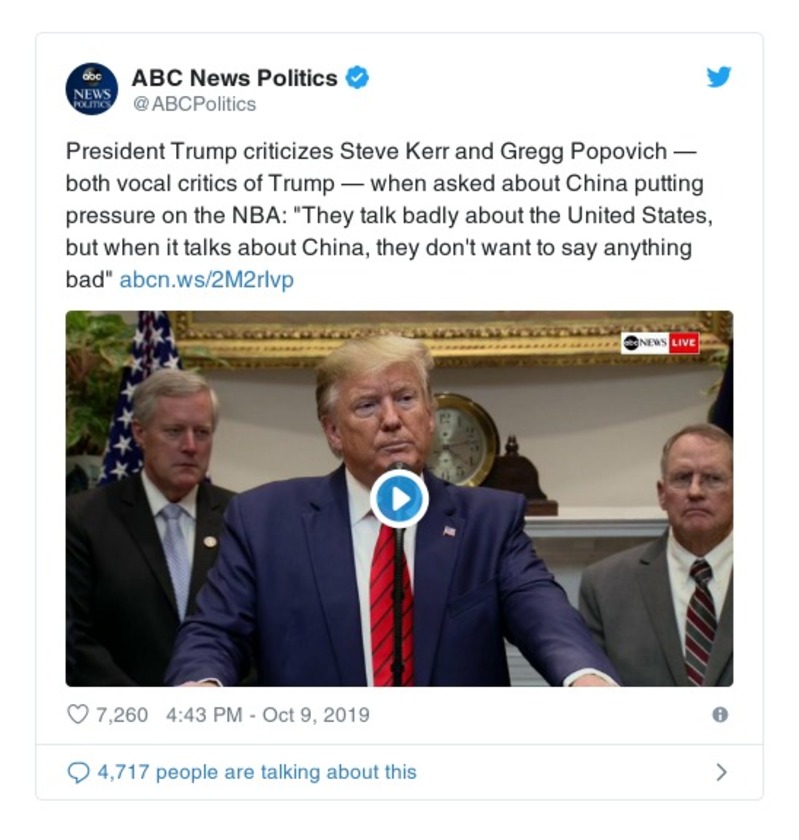 ABC News Politics
@ABCPolitics
abc
NEWS
POLITICS
President Trump criticizes Steve Kerr and Gregg Popovich —
both vocal critics of Trump — when asked about China putting
pressure on the NBA: "They talk badly about the United States,
but when it talks about China, they don't want to say anything
bad" abcn.ws/2M2rIvp
abc NEWS LIVE
7,260 4:43 PM - Oct 9, 2019
4,717 people are talking about this